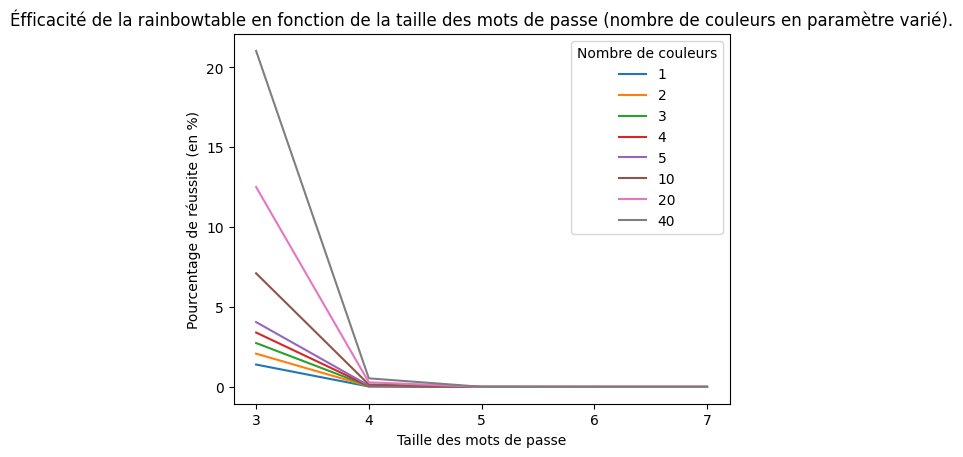 Éfficacité de la rainbowtable en fonction de la taille des mots de passe (nombre de couleurs en paramètre varié).
Pourcentage de réussite (en %)
20
15
10
5
0
Nombre de couleurs
1
2
3
4
5
10
20
40
3 4 5 6 7
Taille des mots de passe